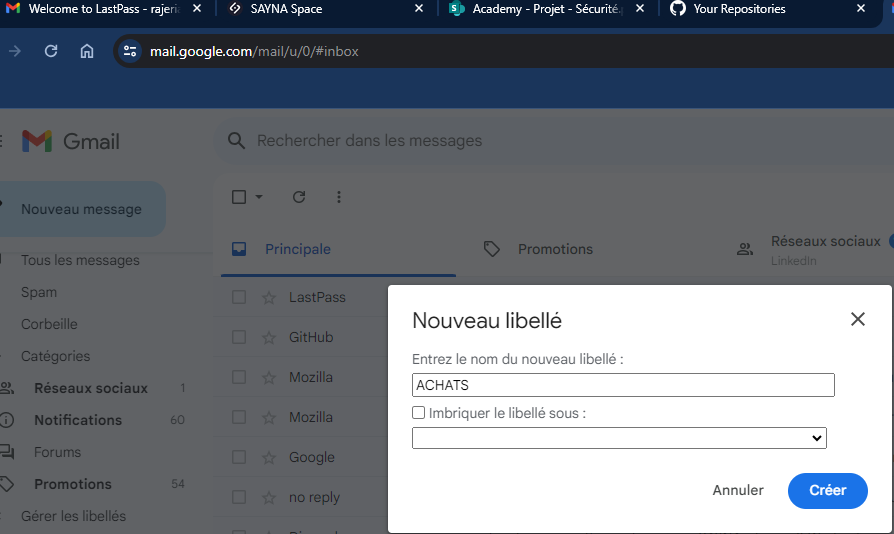 Welcome to LastPass - rajeria
SAYNA Space
Academy - Projet - Sécurité.
Your Repositories
mail.google.com/mail/u/0/#inbox
Gmail
Rechercher dans les messages
Nouveau message
Principale
Promotions
Réseaux sociaux
LinkedIn
Tous les messages
Spam
Corbeille
Catégories
Réseaux sociaux 1
Notifications 60
Forums
Promotions 54
Gérer les libellés
LastPass
GitHub
Mozilla
Mozilla
Google
no reply
Nouveau libellé
Entrez le nom du nouveau libellé :
ACHATS
Imbriquer le libellé sous :
Annuler
Créer